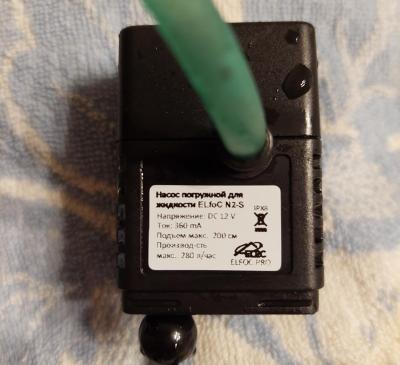 Насос погружной для
жидкости ELfoC N2-S
IPX8
Напряжение: DC 12 V
Ток: 360 mA
Подъем макс. 200 см
Производ-сть
макс. 280 л/час
ELFOC PRO